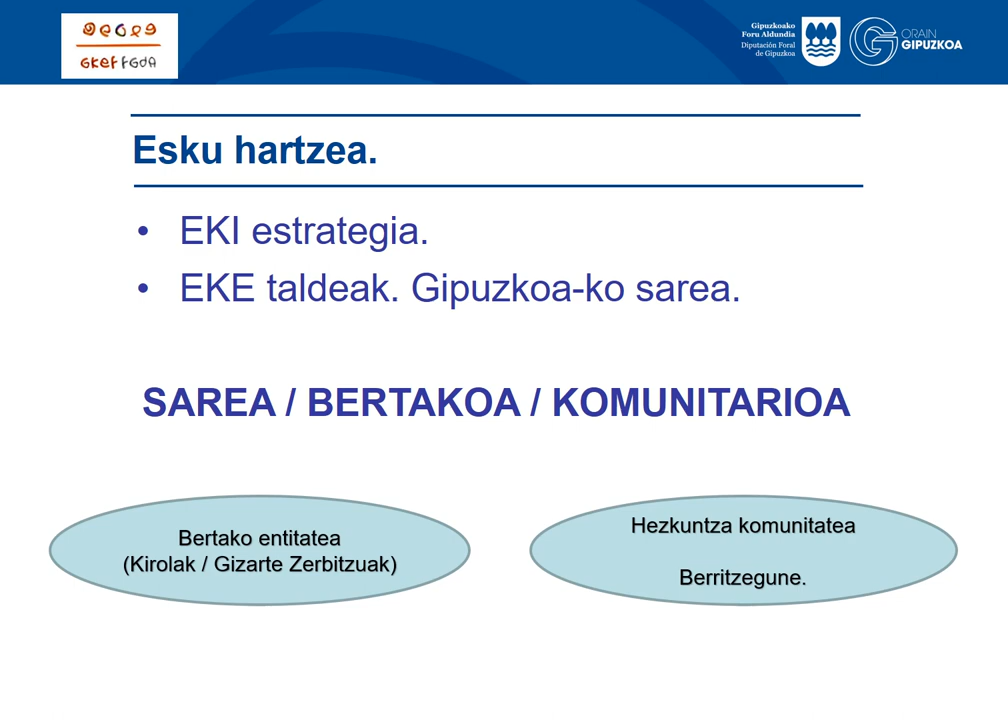 GKEF FGDA
Gipuzkoako
Foru Aldundia
Diputación Foral
de Gipuzkoa
ORAIN
GIPUZKOA
Esku hartzea.
• EKI estrategia.
• EKE taldeak. Gipuzkoa-ko sarea.
SAREA / BERTAKOA / KOMUNITARIOA
Bertako entitatea
(Kirolak / Gizarte Zerbitzuak)
Hezkuntza komunitatea
Berritzegune.